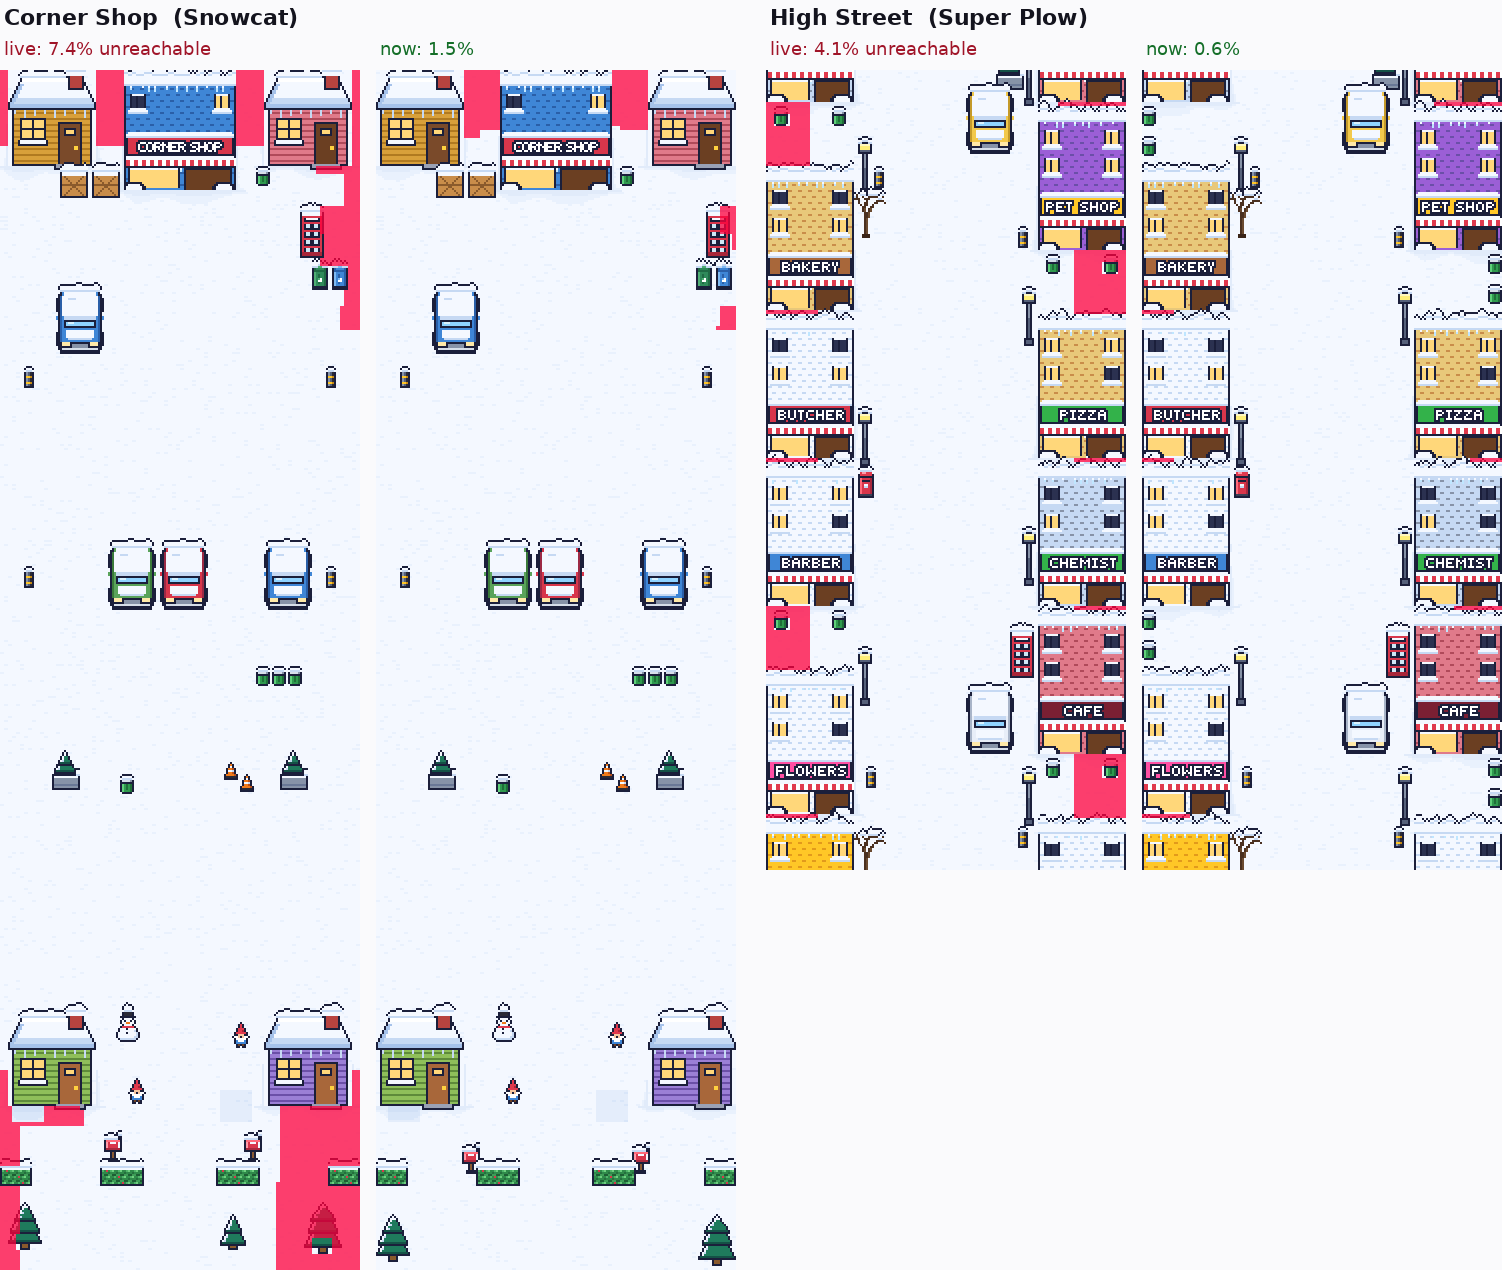 Corner Shop  (Snowcat)
live: 7.4% unreachable
now: 1.5%
CORNER SHOP
CORNER SHOP
High Street  (Super Plow)
live: 4.1% unreachable
now: 0.6%
PET SHOP
PET SHOP
BAKERY
BAKERY
BUTCHER
PIZZA
BUTCHER
PIZZA
BARBER
CHEMIST
BARBER
CHEMIST
CAFE
CAFE
FLOWERS
FLOWERS